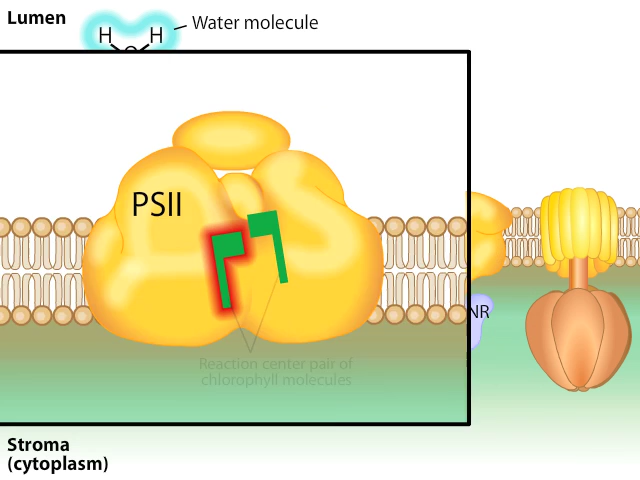 Lumen
H H
Water molecule
O
PSII
NR
Reaction center pair of
chlorophyll molecules
Stroma
(cytoplasm)